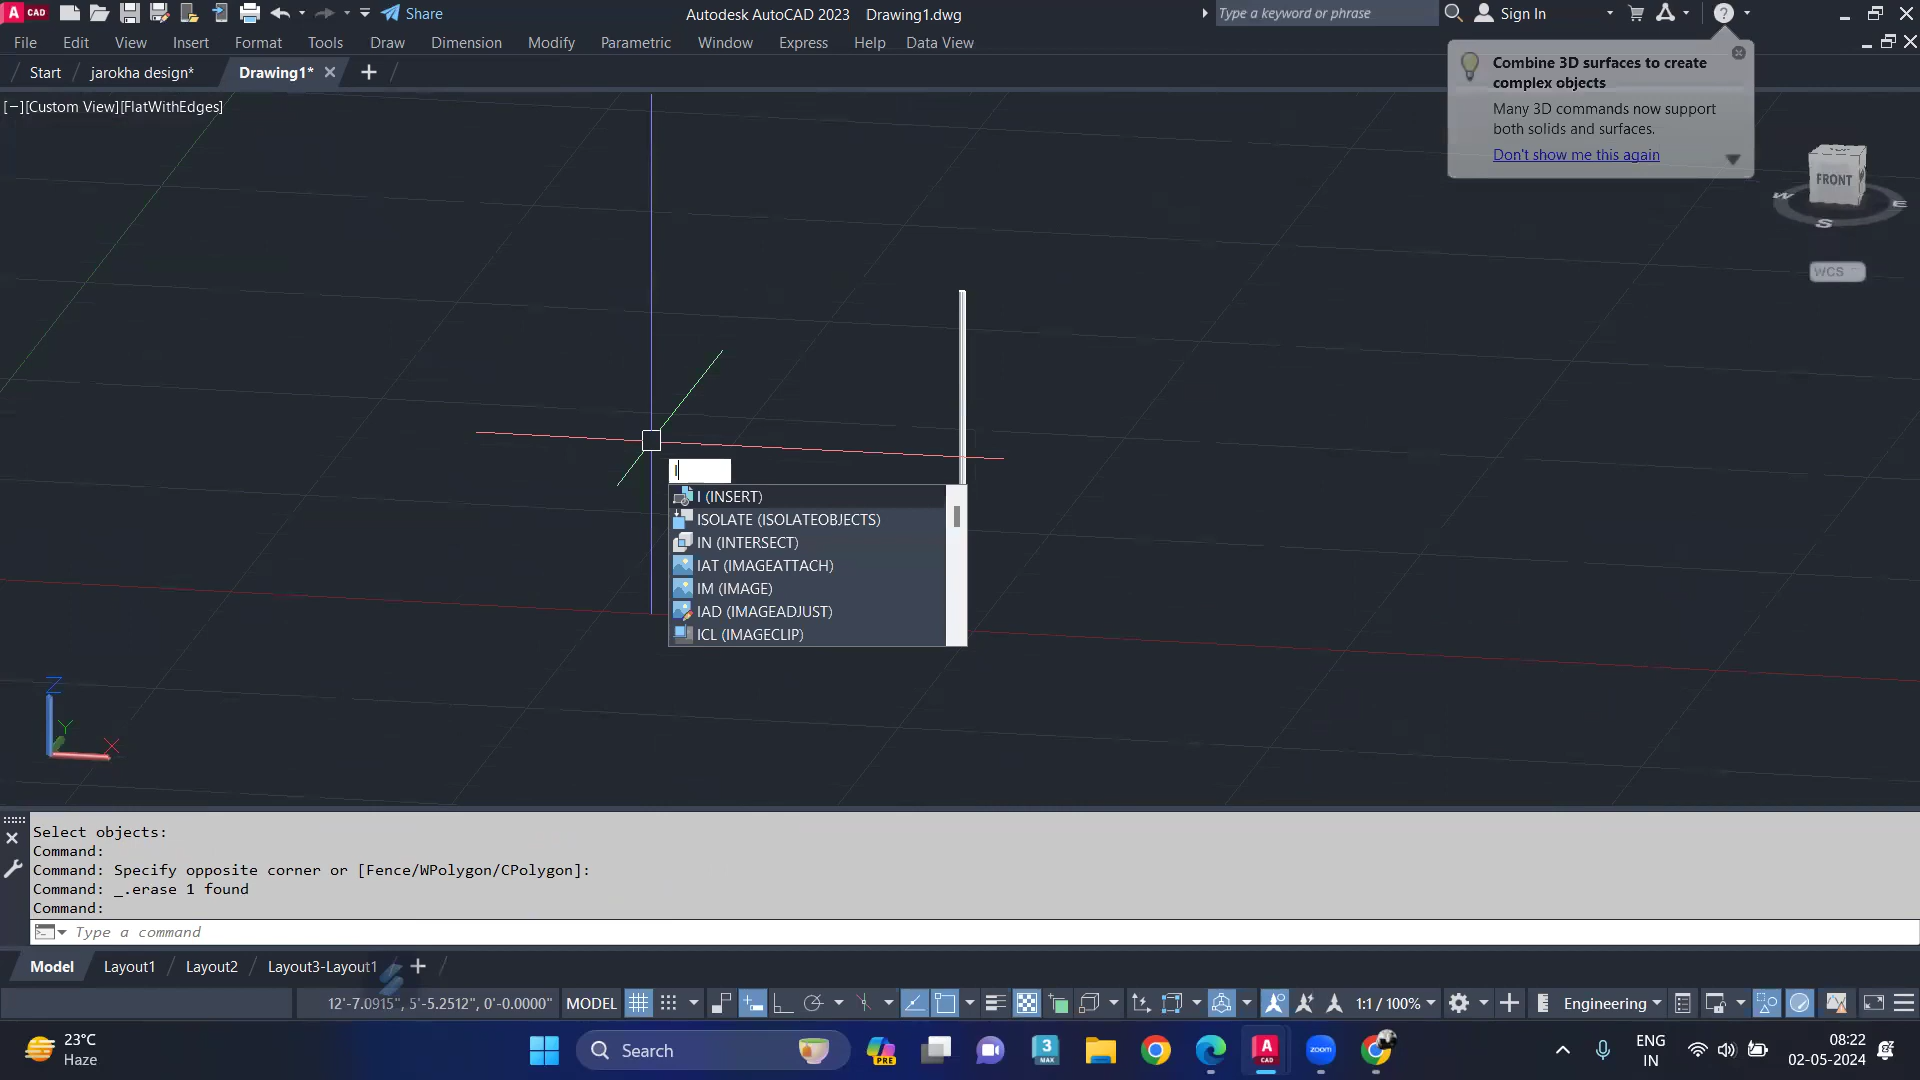 CAD
Share
Autodesk AutoCAD 2023 Drawing1.dwg
Type a keyword or phrase
Sign In
File Edit View Insert Format Tools Draw Dimension Modify Parametric Window Express Help Data View
Start jarokha design* Drawing1*
[−][Custom View][FlatWithEdges]
Combine 3D surfaces to create
complex objects
Many 3D commands now support
both solids and surfaces.
Don't show me this again
FRONT
W
E
S
WCS
I
I (INSERT)
ISOLATE (ISOLATEOBJECTS)
IN (INTERSECT)
IAT (IMAGEATTACH)
IM (IMAGE)
IAD (IMAGEADJUST)
ICL (IMAGECLIP)
Z
Y
X
Select objects:
Command:
Command: Specify opposite corner or [Fence/WPolygon/CPolygon]:
Command: _.erase 1 found
Command:
Type a command
Model Layout1 Layout2 Layout3-Layout1
12'-7.0915", 5'-5.2512", 0'-0.0000" MODEL 1:1 / 100% Engineering
23°C
Haze
Search
PRE
3
MAX
A
CAD
zoom
ENG
IN
08:22
02-05-2024